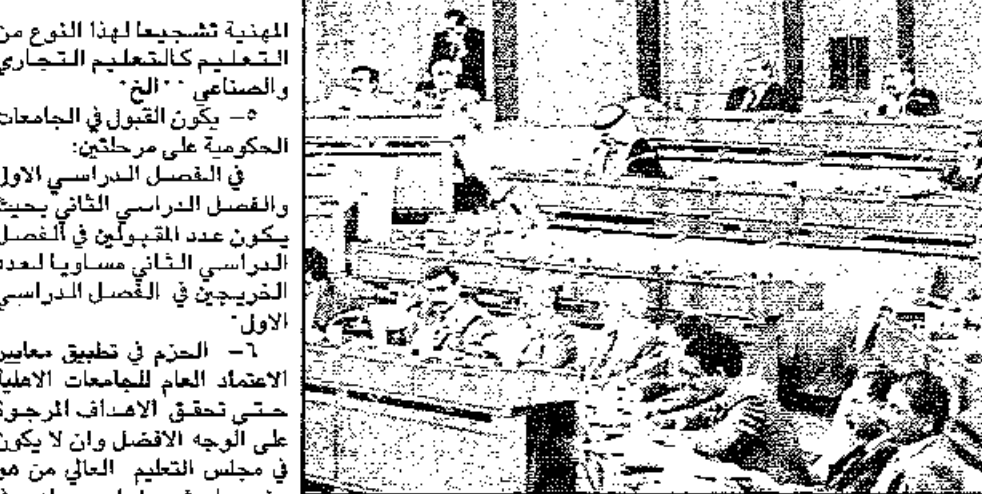 المهنية تشجيعا لهذا النوع من
التعليم كالتعليم التجاري
والصناعي ٠٠الخ٠
٥– يكون القبول في الجامعات
الحكومية على مرحلتين:
في الفصل الدراسي الاول
والفصل الدراسي الثاني بحيث
يكون عدد المقبولين في الفصل
الدراسي الثاني مساويا لعدد
الخريجين في الفصل الدراسي
الاول٠
٦– الحزم في تطبيق معايير
الاعتماد العام للجامعات الاهلية
حتى تحقق الاهداف المرجوة
على الوجه الافضل وان لا يكون
في مجلس التعليم العالي من هو